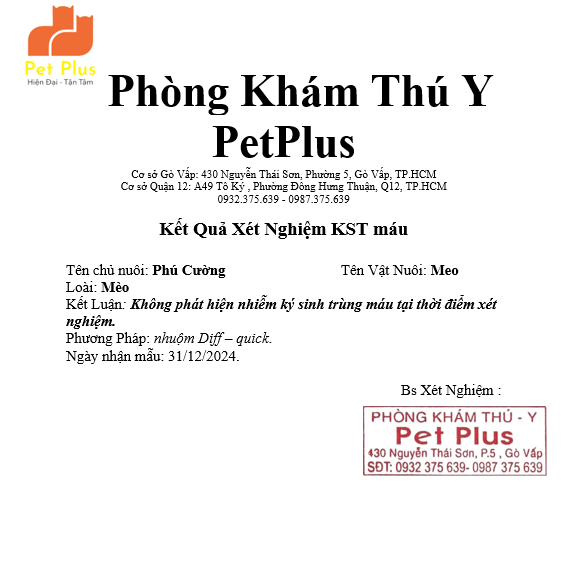 Pet Plus
Hiện Đại - Tận Tâm
Phòng Khám Thú Y
PetPlus
Cơ sở Gò Vấp: 430 Nguyễn Thái Sơn, Phường 5, Gò Vấp, TP.HCM
Cơ sở Quận 12: A49 Tô Ký , Phường Đông Hưng Thuận, Q12, TP.HCM
0932.375.639 - 0987.375.639
Kết Quả Xét Nghiệm KST máu
Tên chủ nuôi: Phú Cường Tên Vật Nuôi: Meo
Loài: Mèo
Kết Luận: Không phát hiện nhiễm ký sinh trùng máu tại thời điểm xét
nghiệm.
Phương Pháp: nhuộm Diff – quick.
Ngày nhận mẫu: 31/12/2024.
Bs Xét Nghiệm :
PHÒNG KHÁM THÚ - Y
Pet Plus
430 Nguyễn Thái Sơn, P.5 , Gò Vấp
SĐT: 0932 375 639- 0987 375 639